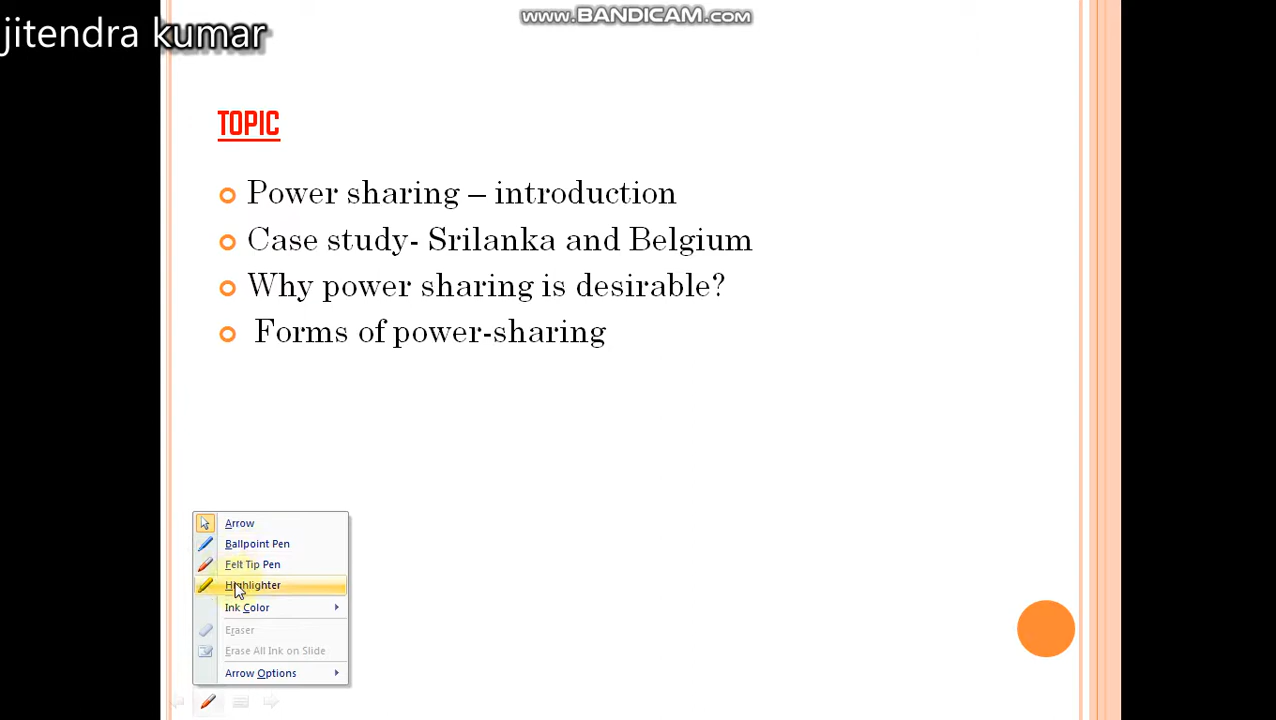 www.BANDICAM.com
jitendra kumar
TOPIC
Power sharing – introduction
Case study- Srilanka and Belgium
Why power sharing is desirable?
Forms of power-sharing
Arrow
Ballpoint Pen
Felt Tip Pen
Highlighter
Ink Color
Eraser
Erase All Ink on Slide
Arrow Options